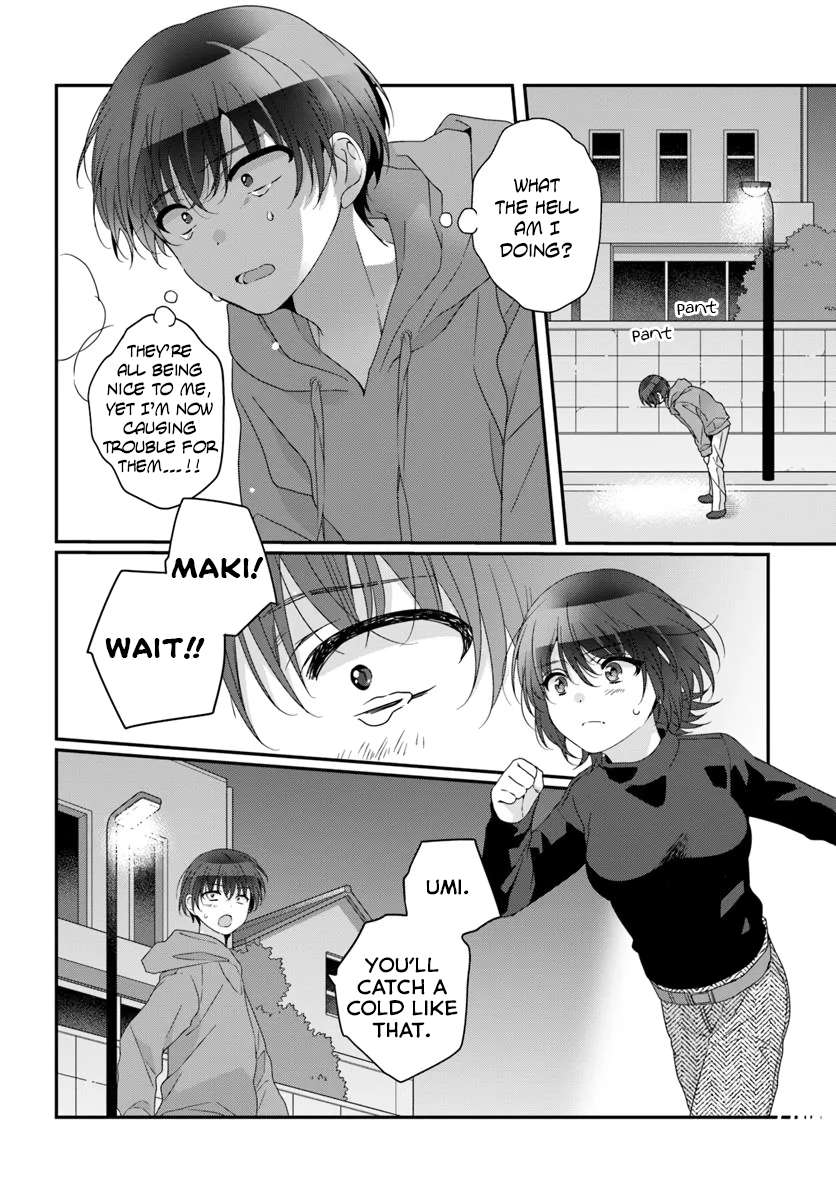 pant
pant
WHAT
THE HELL
AM I
DOING?
THEY'RE
ALL BEING
NICE TO ME,
YET I'M NOW
CAUSING
TROUBLE FOR
THEM...!!
MAKI!
WAIT!!
UMI.
YOU'LL
CATCH A
COLD LIKE
THAT.